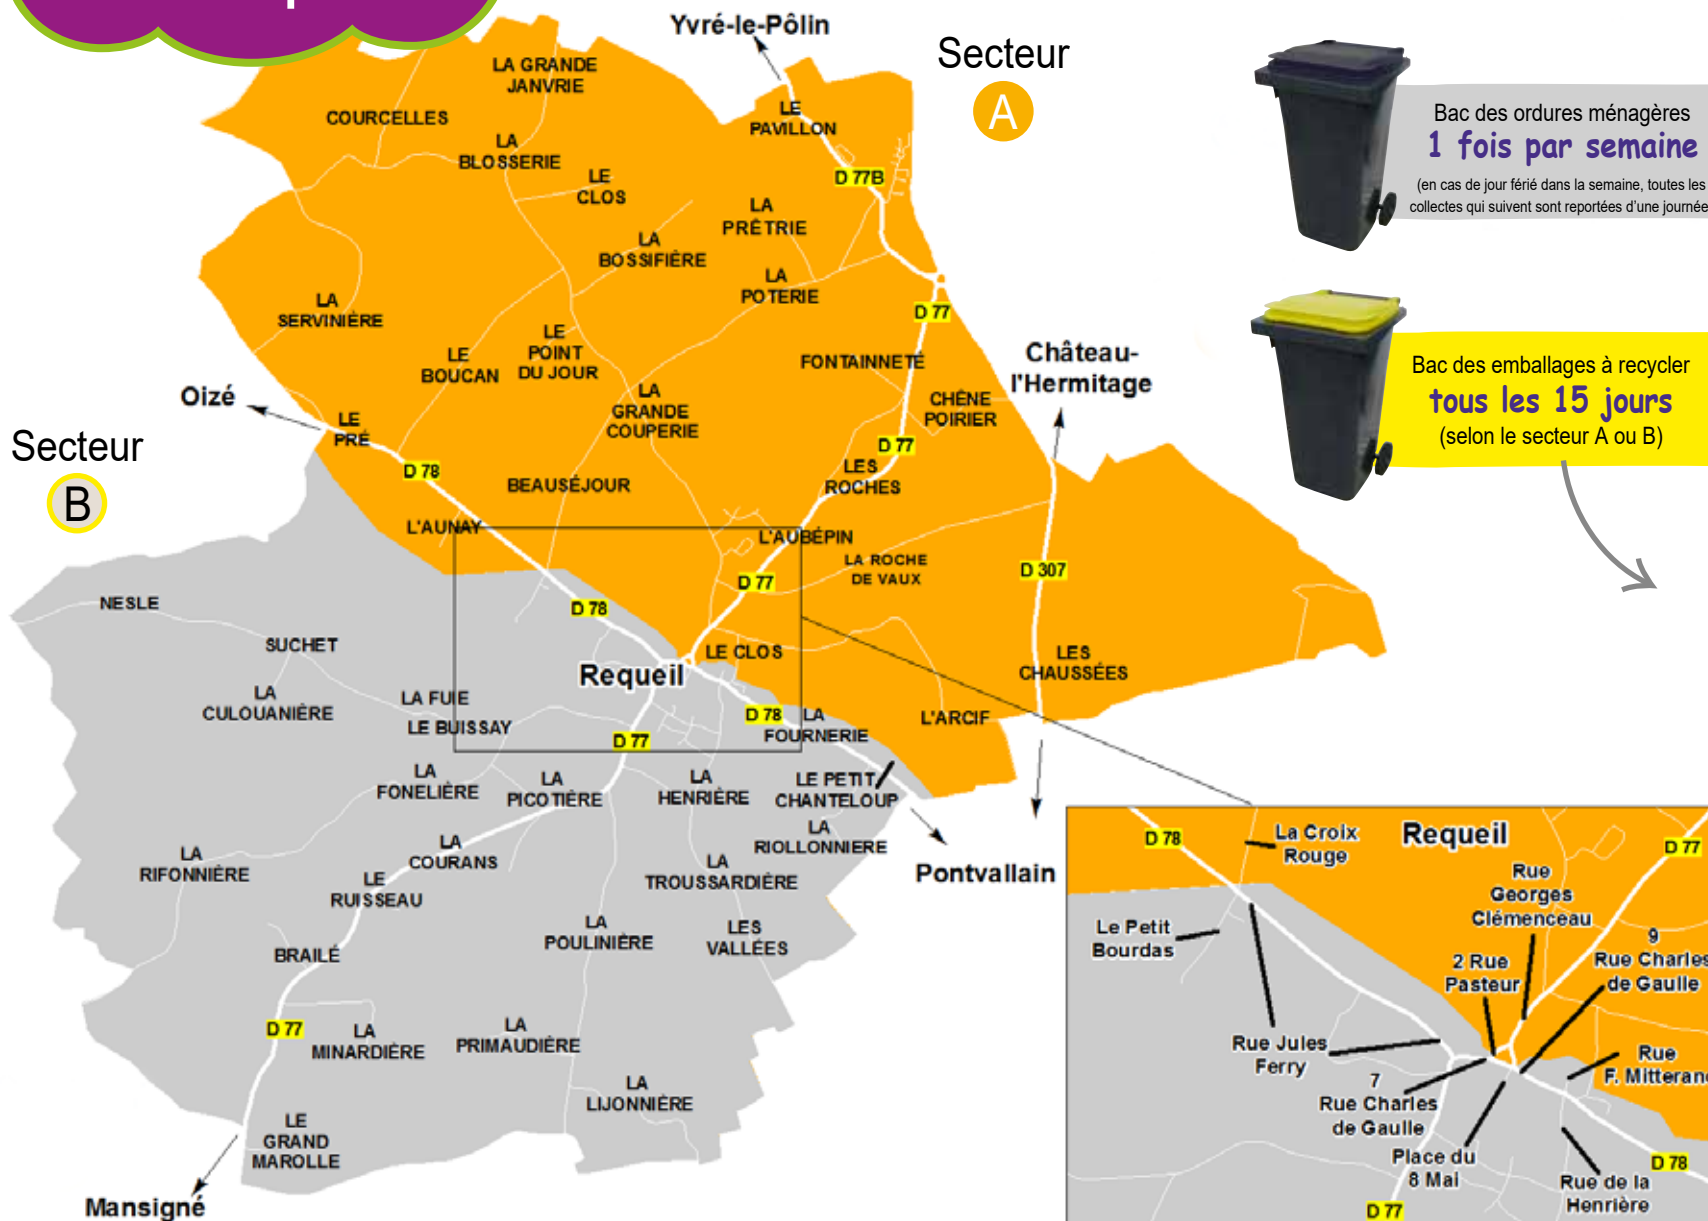 Yvré-le-Pôlin
Secteur
A
LA GRANDE
JANVRIE
COURCELLES
LA
BLOSSERIE
LE
PAVILLON
LE
CLOS
D 77B
LA
PRÊTRIE
LA
BOSSIFIÈRE
LA
POTERIE
LA
SERVINIÈRE
D 77
LE
POINT
DU JOUR
LE
BOUCAN
FONTAINNETÉ
Château-
l'Hermitage
Oizé
LA
GRANDE
COUPERIE
CHÊNE
POIRIER
LE
PRÉ
D 77
Secteur
B
D 78
LES
ROCHES
BEAUSÉJOUR
L'AUNAY
L'AUBÉPIN
LA ROCHE
DE VAUX
D 307
D 77
NESLE
D 78
SUCHET
LE CLOS
LES
CHAUSSÉES
Requeil
LA
CULOUANIÈRE
LA FUIE
LE BUISSAY
D 78
LA
FOURNERIE
L'ARCIF
D 77
LA
FONELIÈRE
LA
PICOTIÈRE
LA
HENRIÈRE
LE PETIT
CHANTELOUP
LA
RIOLLONNIERE
LA
COURANS
LA
RIFONNIÈRE
Pontvallain
LA
TROUSSARDIÈRE
LE
RUISSEAU
LA
POULINIÈRE
LES
VALLÉES
BRAILÉ
D 77
LA
MINARDIÈRE
LA
PRIMAUDIÈRE
LA
LIJONNIÈRE
LE
GRAND
MAROLLE
Mansigné
Bac des ordures ménagères
1 fois par semaine
(en cas de jour férié dans la semaine, toutes les
collectes qui suivent sont reportées d'une journée
Bac des emballages à recycler
tous les 15 jours
(selon le secteur A ou B)
D 78
La Croix
Rouge
Requeil
D 77
Rue
Georges
Clémenceau
Le Petit
Bourdas
2 Rue
Pasteur
9
Rue Charles
de Gaulle
Rue Jules
Ferry
Rue
F. Mitterand
7
Rue Charles
de Gaulle
Place du
8 Mai
D 78
Rue de la
Henrière
D 77